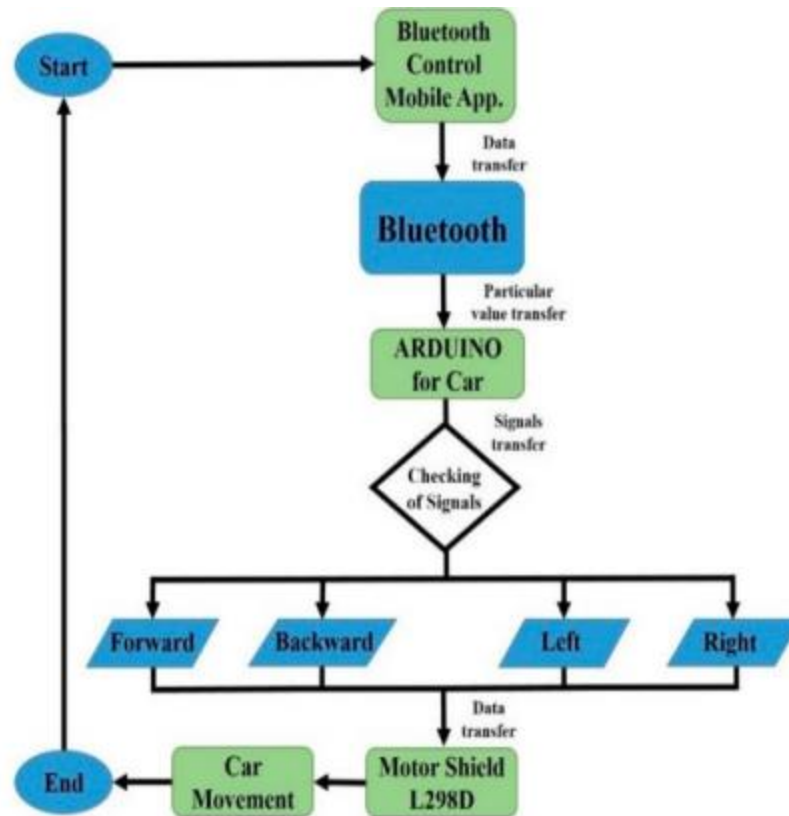 Start
Bluetooth
Control
Mobile App.
Data
transfer
Bluetooth
Particular
value transfer
ARDUINO
for Car
Signals
transfer
Checking
of Signals
Forward
Backward
Left
Right
Data
transfer
End
Car
Movement
Motor Shield
L298D